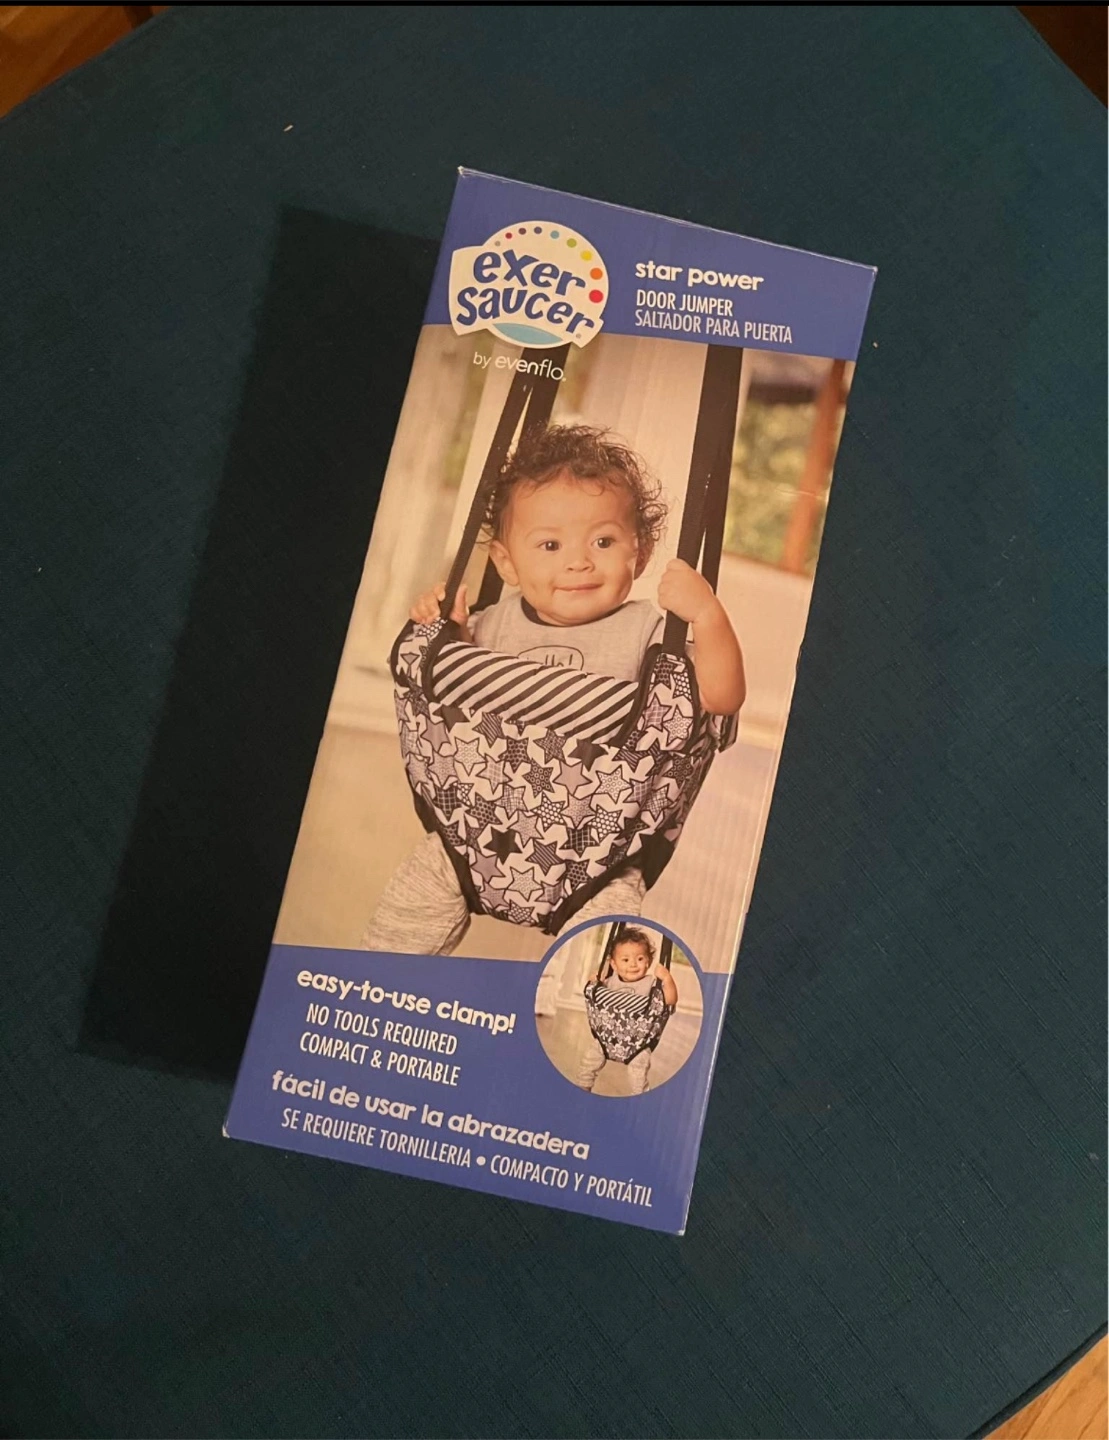 exer
saucer
by evenflo
star power
DOOR JUMPER
SALTADOR PARA PUERTA
easy-to-use clamp!
NO TOOLS REQUIRED
COMPACT & PORTABLE
fácil de usar la abrazadera
SE REQUIERE TORNILLERIA • COMPACTO Y PORTÁTIL